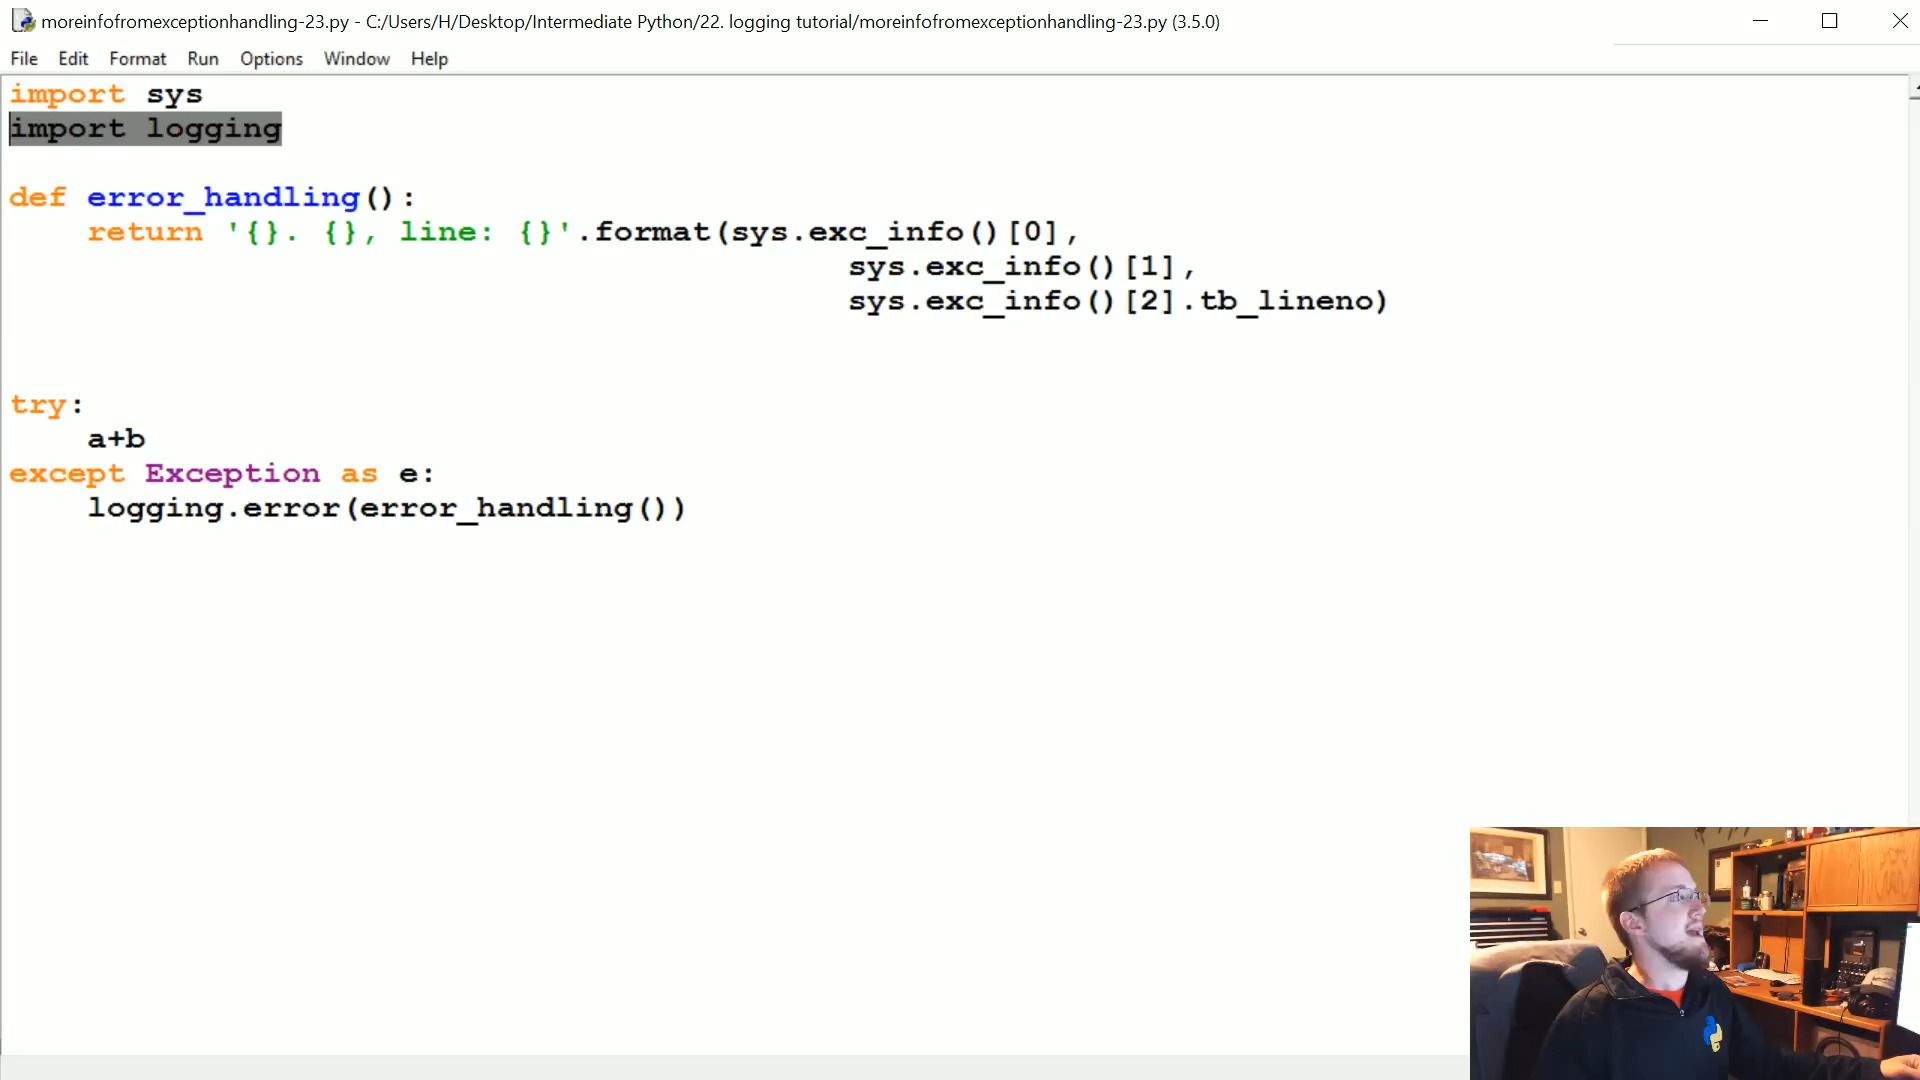 moreinfofromexceptionhandling-23.py - C:/Users/H/Desktop/Intermediate Python/22. logging tutorial/moreinfofromexceptionhandling-23.py (3.5.0)
File Edit Format Run Options Window Help
import sys
import logging
def error_handling():
    return '{}. {}, line: {}'.format(sys.exc_info()[0],
                                           sys.exc_info()[1],
                                           sys.exc_info()[2].tb_lineno)
try:
    a+b
except Exception as e:
    logging.error(error_handling())